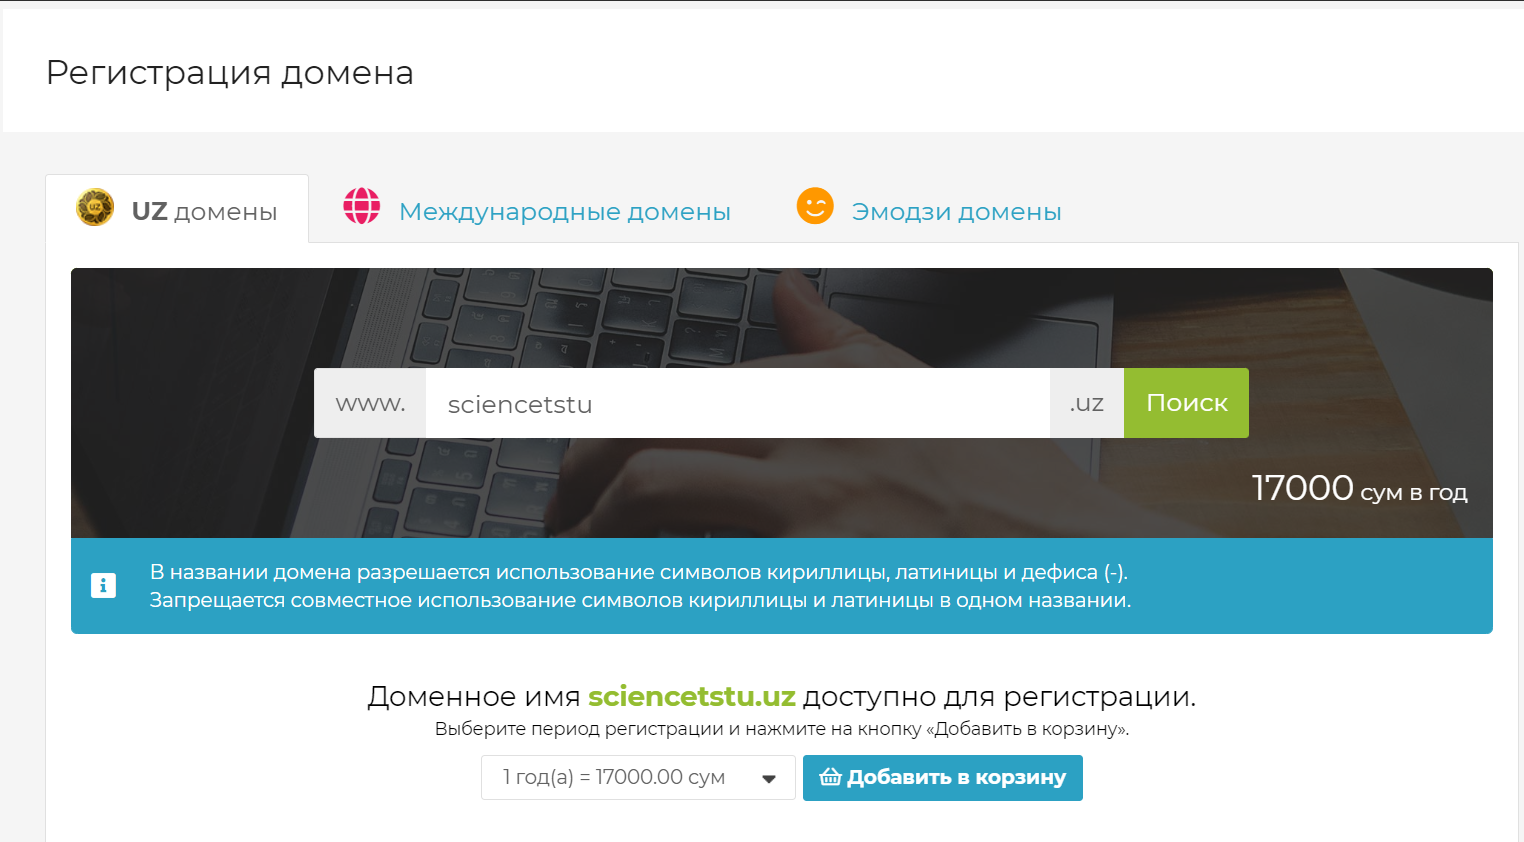 Регистрация домена
UZ домены
Международные домены
Эмодзи домены
www.
sciencetstu
.uz
Поиск
17000 сум в год
В названии домена разрешается использование символов кириллицы, латиницы и дефиса (-).
Запрещается совместное использование символов кириллицы и латиницы в одном названии.
Доменное имя sciencetstu.uz доступно для регистрации.
Выберите период регистрации и нажмите на кнопку «Добавить в корзину».
1 год(а) = 17000.00 сум
Добавить в корзину